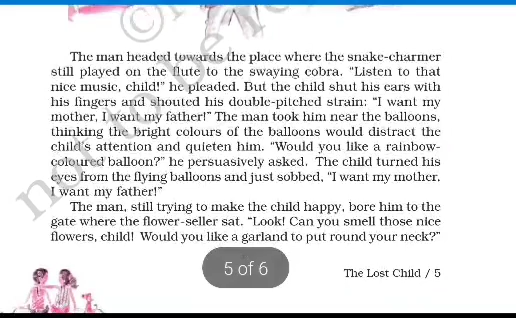 The man headed towards the place where the snake-charmer
still played on the flute to the swaying cobra. “Listen to that
nice music, child!” he pleaded. But the child shut his ears with
his fingers and shouted his double-pitched strain: “I want my
mother, I want my father!” The man took him near the balloons,
thinking the bright colours of the balloons would distract the
child’s attention and quieten him. “Would you like a rainbow-
coloured balloon?” he persuasively asked. The child turned his
eyes from the flying balloons and just sobbed, “I want my mother,
I want my father!”
The man, still trying to make the child happy, bore him to the
gate where the flower-seller sat. “Look! Can you smell those nice
flowers, child! Would you like a garland to put round your neck?”
5 of 6
The Lost Child / 5
not to be